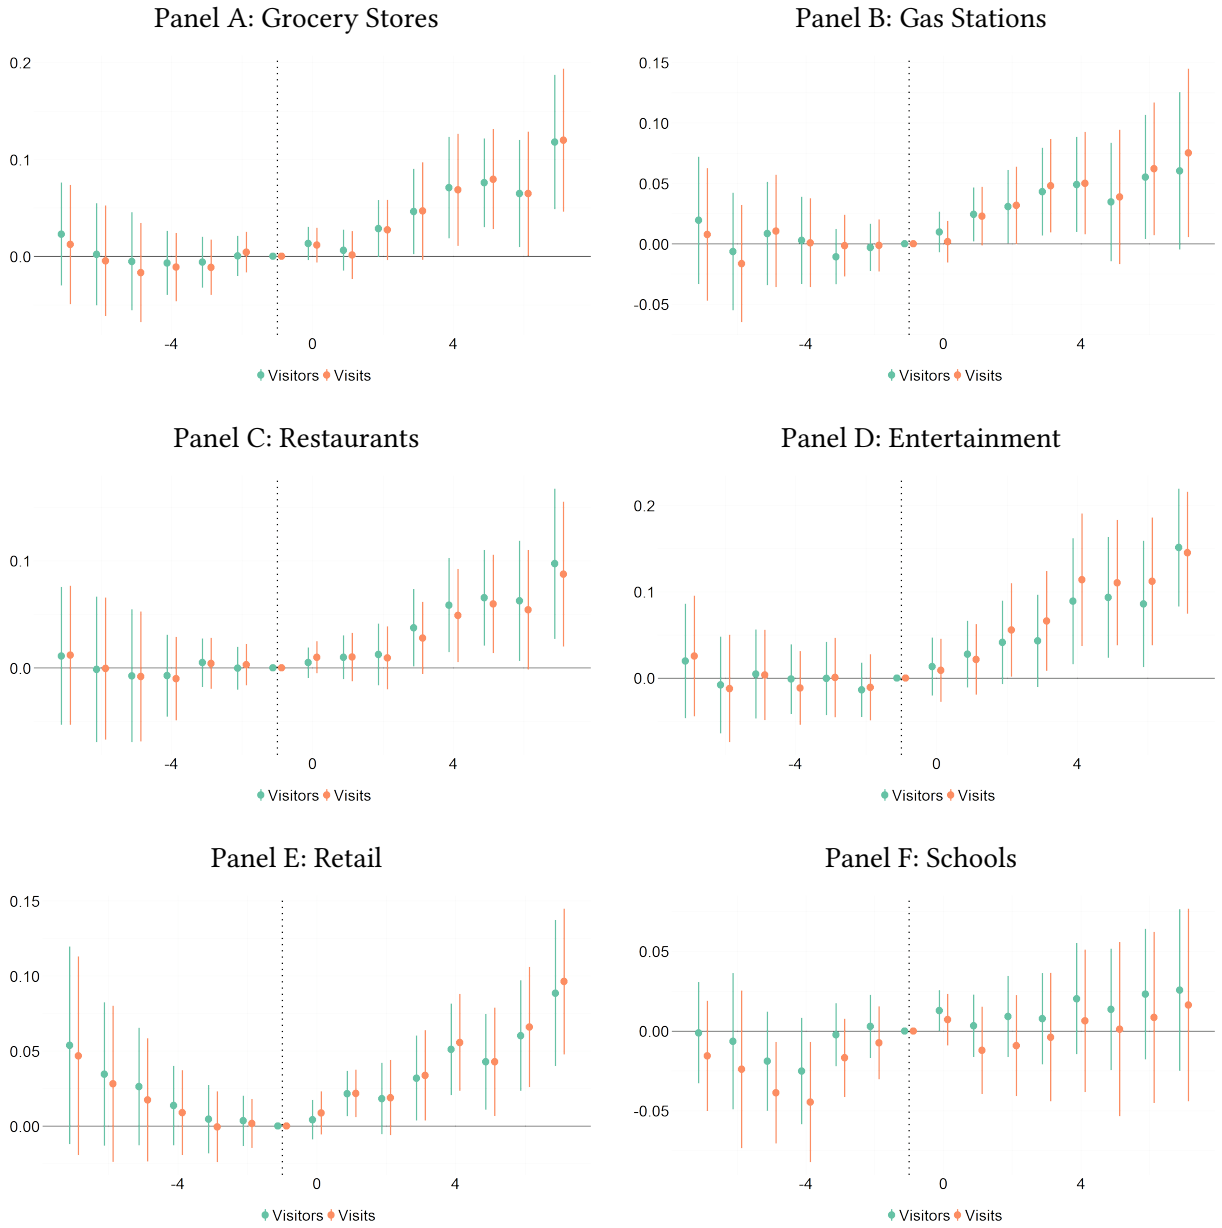 Panel A: Grocery Stores
0.2
0.1
0.0
-4 0 4
Visitors Visits
Panel B: Gas Stations
0.15
0.10
0.05
0.00
-0.05
-4 0 4
Visitors Visits
Panel C: Restaurants
0.1
0.0
-4 0 4
Visitors Visits
Panel D: Entertainment
0.2
0.1
0.0
-4 0 4
Visitors Visits
Panel E: Retail
0.15
0.10
0.05
0.00
-4 0 4
Visitors Visits
Panel F: Schools
0.05
0.00
-0.05
-4 0 4
Visitors Visits